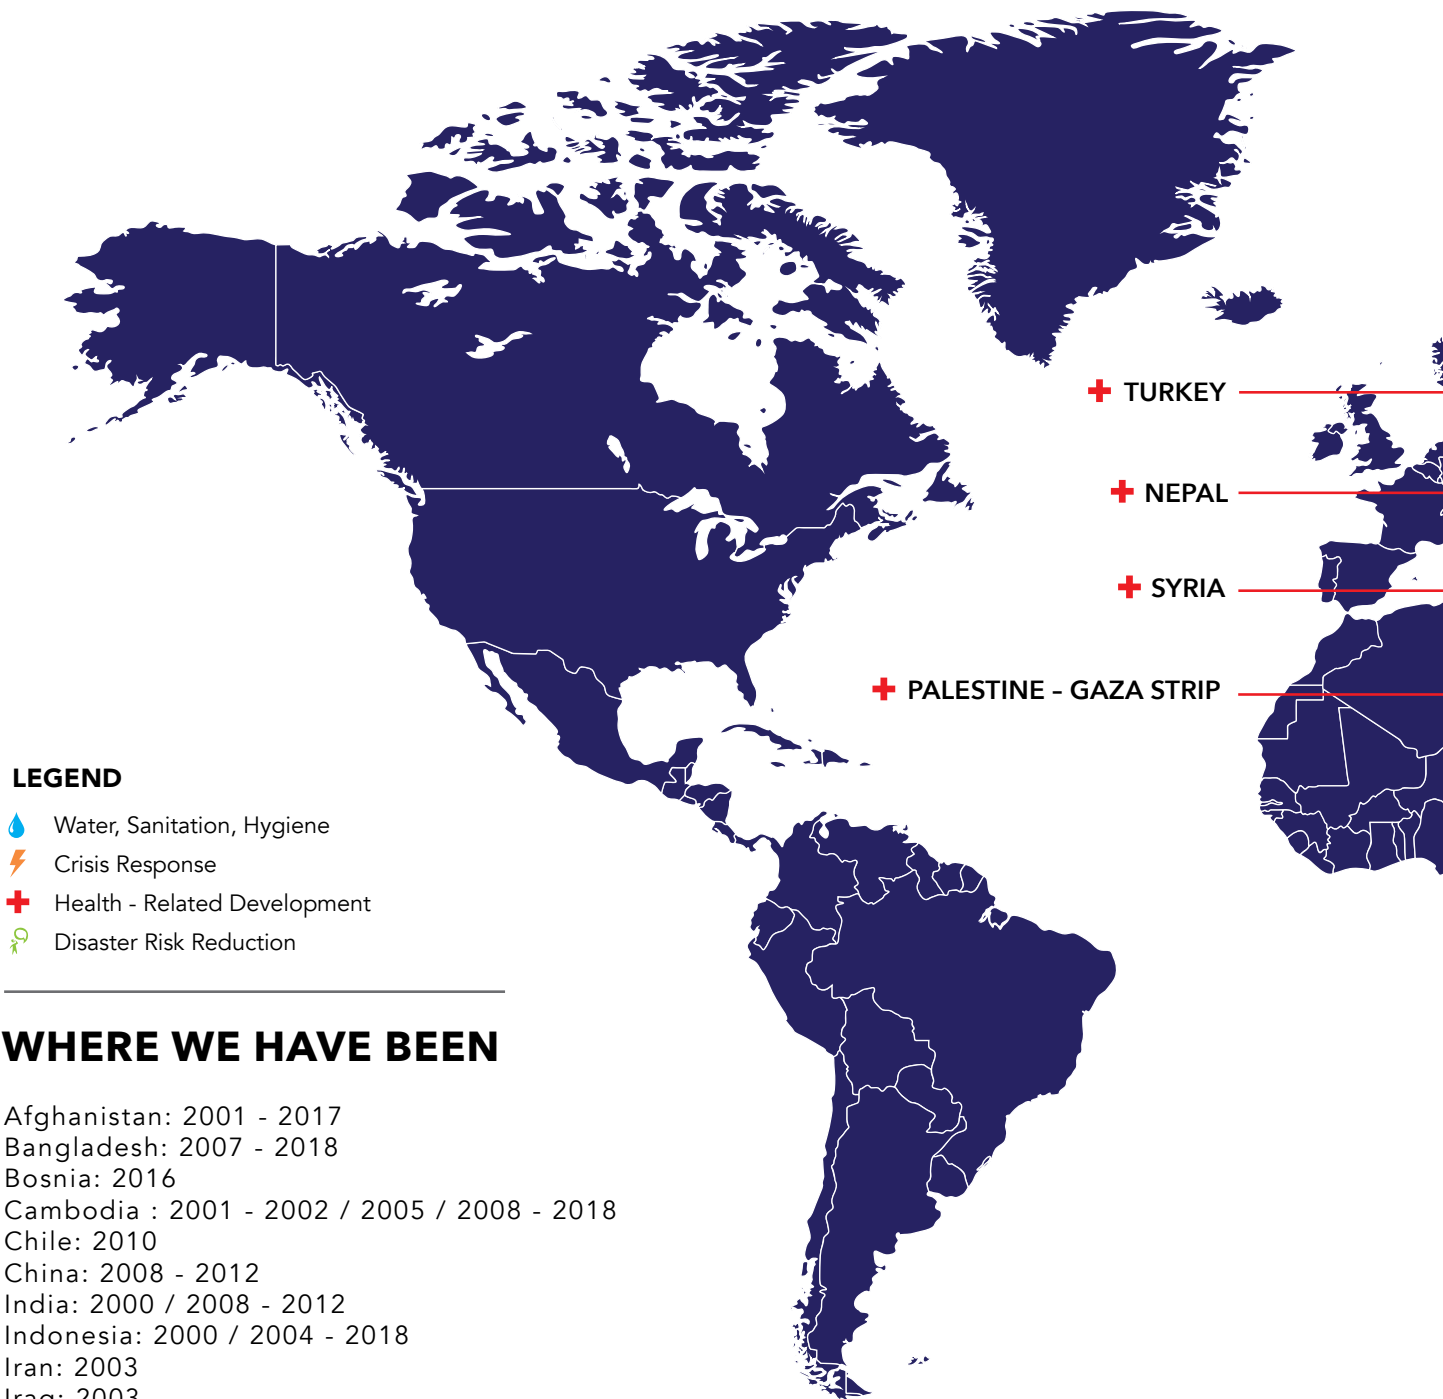 TURKEY
NEPAL
SYRIA
PALESTINE – GAZA STRIP
LEGEND
Water, Sanitation, Hygiene
Crisis Response
Health - Related Development
Disaster Risk Reduction
WHERE WE HAVE BEEN
Afghanistan: 2001 - 2017
Bangladesh: 2007 - 2018
Bosnia: 2016
Cambodia : 2001 - 2002 / 2005 / 2008 - 2018
Chile: 2010
China: 2008 - 2012
India: 2000 / 2008 - 2012
Indonesia: 2000 / 2004 - 2018
Iran: 2003
Iraq: 2003